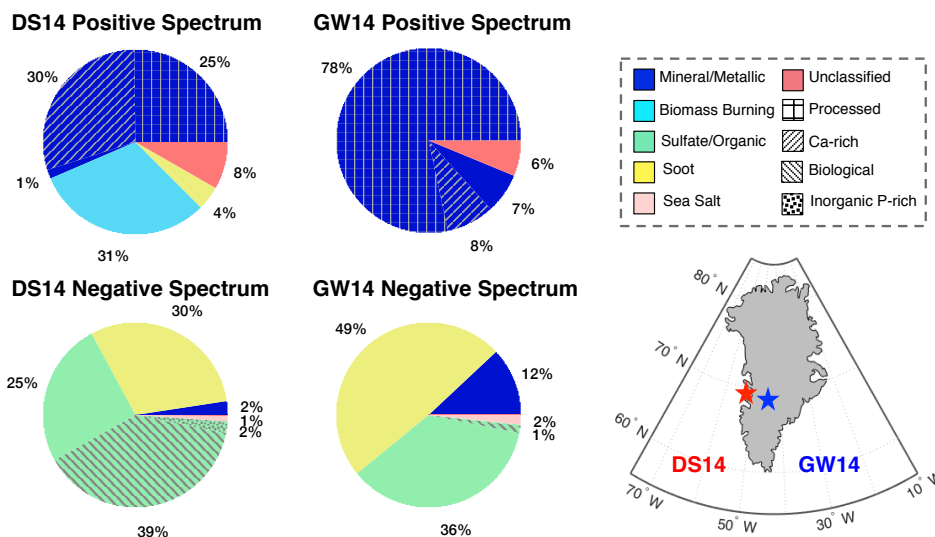 DS14 Positive Spectrum
GW14 Positive Spectrum
30%
25%
1%
8%
4%
31%
78%
6%
7%
8%
Mineral/Metallic
Unclassified
Biomass Burning
Processed
Sulfate/Organic
Ca-rich
Soot
Biological
Sea Salt
Inorganic P-rich
DS14 Negative Spectrum
GW14 Negative Spectrum
30%
25%
2%
1%
2%
39%
49%
12%
2%
1%
36%
80° N
70° N
60° N
DS14
GW14
70° W
50° W
30° W
10° W